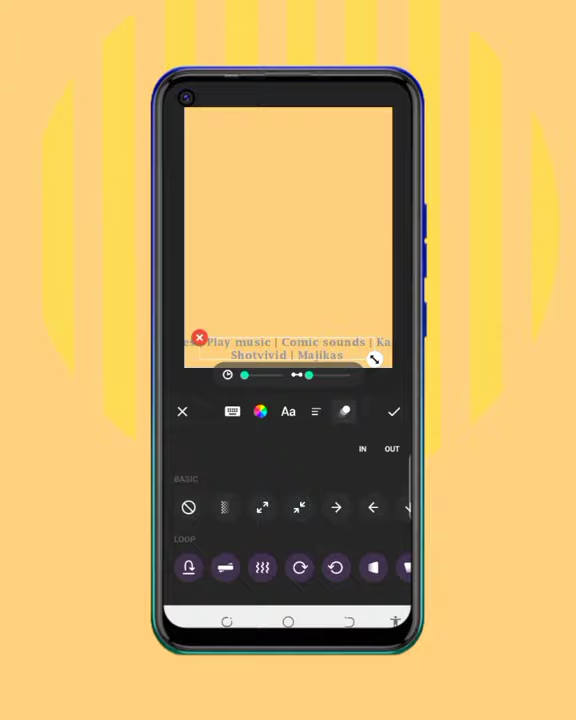 Play music | Comic sounds | Ka
Shotvivid | Majikas
Aa
IN OUT
BASIC
LOOP